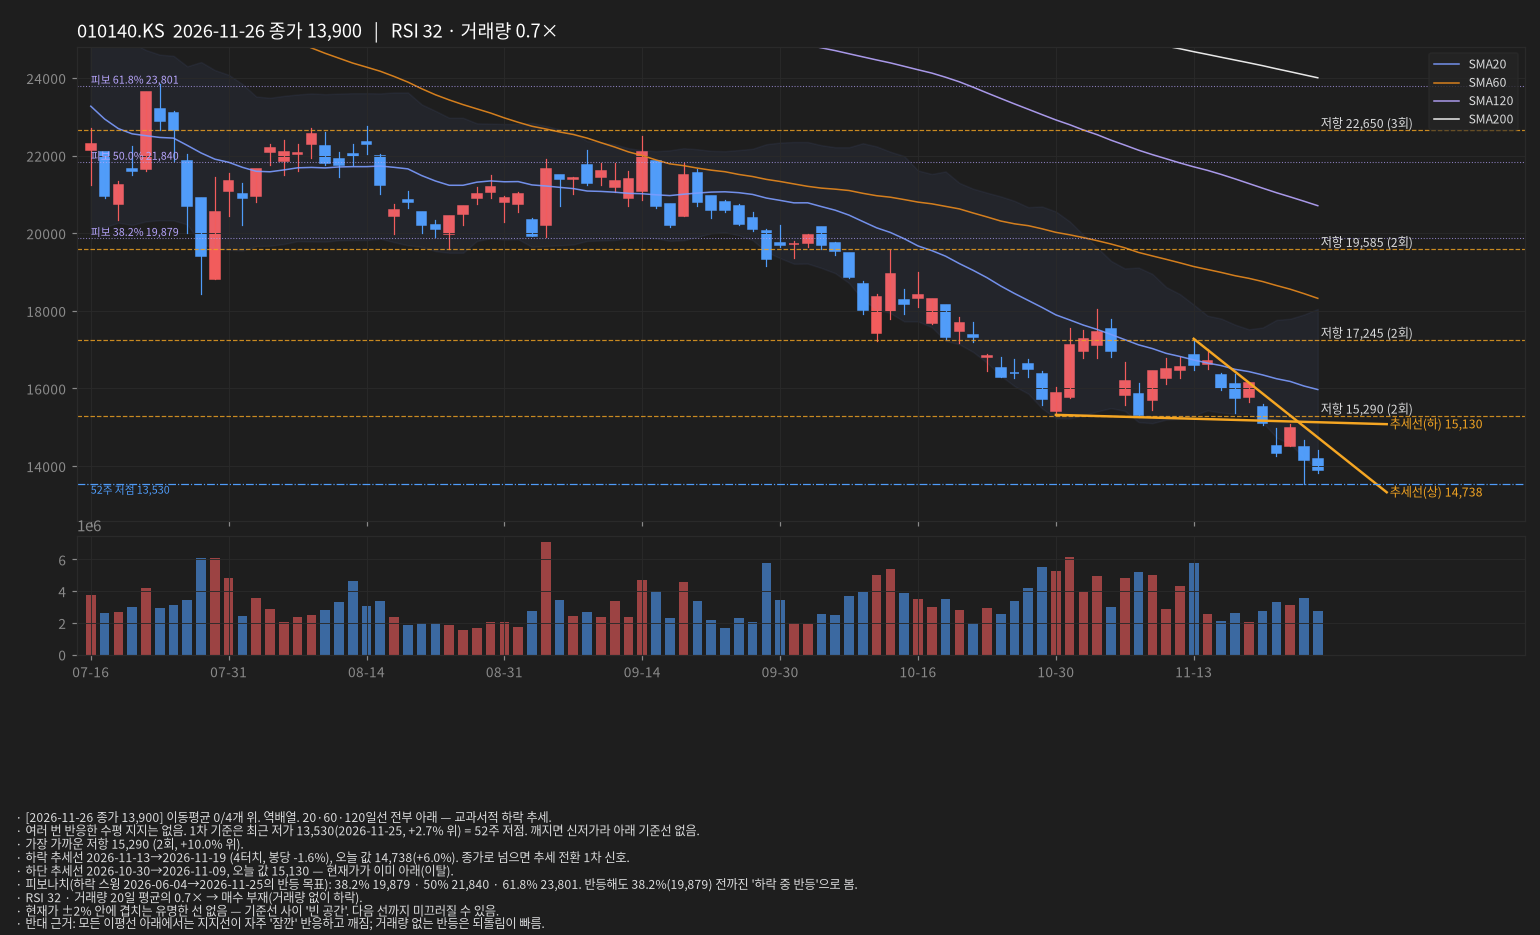 010140.KS 2026-11-26 종가 13,900 | RSI 32 · 거래량 0.7×
SMA20
SMA60
SMA120
SMA200
24000
22000
20000
18000
16000
14000
피보 61.8% 23,801
피보 50.0% 21,840
피보 38.2% 19,879
52주 저점 13,530
저항 22,650 (3회)
저항 19,585 (2회)
저항 17,245 (2회)
저항 15,290 (2회)
추세선(하) 15,130
추세선(상) 14,738
1e6
6
4
2
0
07-16
07-31
08-14
08-31
09-14
09-30
10-16
10-30
11-13
· [2026-11-26 종가 13,900] 이동평균 0/4개 위. 역배열. 20·60·120일선 전부 아래 — 교과서적 하락 추세.
· 여러 번 반응한 수평 지지는 없음. 1차 기준은 최근 저가 13,530(2026-11-25, +2.7% 위) = 52주 저점. 깨지면 신저가라 아래 기준선 없음.
· 가장 가까운 저항 15,290 (2회, +10.0% 위).
· 하락 추세선 2026-11-13→2026-11-19 (4터치, 봉당 -1.6%), 오늘 값 14,738(+6.0%). 종가로 넘으면 추세 전환 1차 신호.
· 하단 추세선 2026-10-30→2026-11-09, 오늘 값 15,130 — 현재가가 이미 아래(이탈).
· 피보나치(하락 스윙 2026-06-04→2026-11-25의 반등 목표): 38.2% 19,879 · 50% 21,840 · 61.8% 23,801. 반등해도 38.2%(19,879) 전까진 '하락 중 반등'으로 봄.
· RSI 32 · 거래량 20일 평균의 0.7× → 매수 부재(거래량 없이 하락).
· 현재가 ±2% 안에 겹치는 유명한 선 없음 — 기준선 사이 '빈 공간'. 다음 선까지 미끄러질 수 있음.
· 반대 근거: 모든 이평선 아래에서는 지지선이 자주 '잠깐' 반응하고 깨짐; 거래량 없는 반등은 되돌림이 빠름.